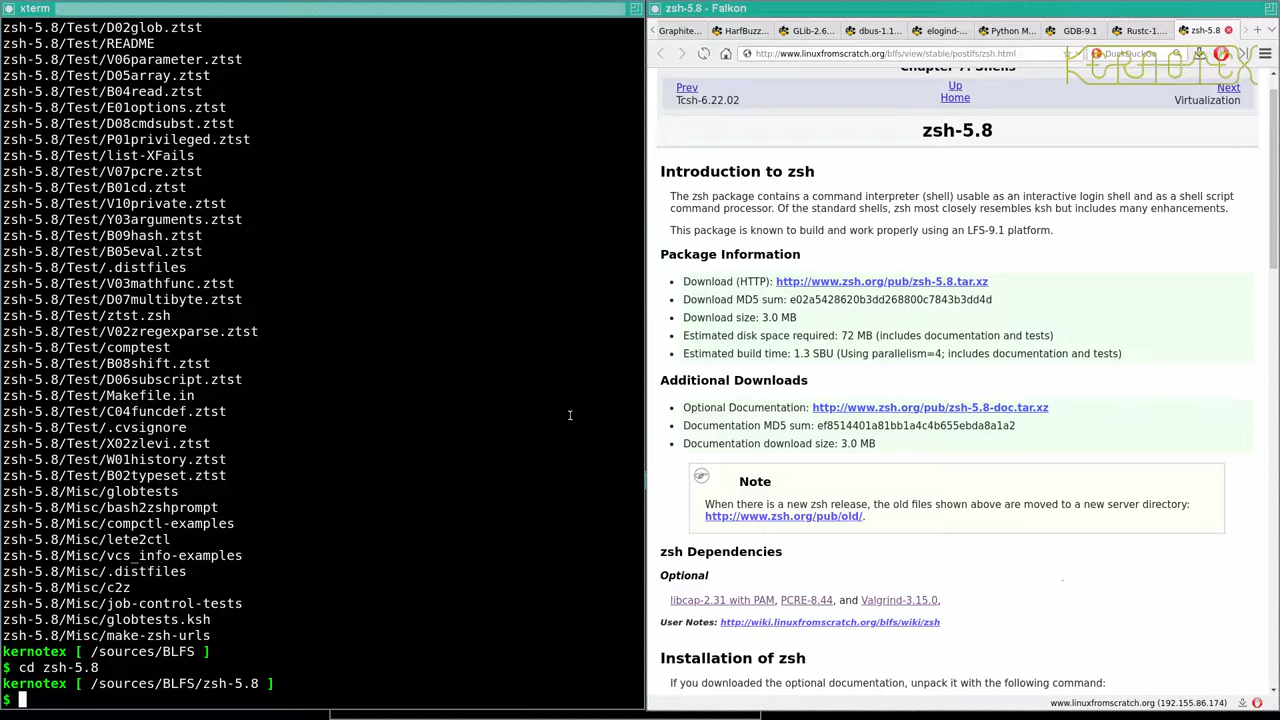 xterm
zsh-5.8/Test/D02glob.ztst
zsh-5.8/Test/README
zsh-5.8/Test/V06parameter.ztst
zsh-5.8/Test/D05array.ztst
zsh-5.8/Test/B04read.ztst
zsh-5.8/Test/E01options.ztst
zsh-5.8/Test/D08cmdsubst.ztst
zsh-5.8/Test/P01privileged.ztst
zsh-5.8/Test/list-XFails
zsh-5.8/Test/V07pcre.ztst
zsh-5.8/Test/B01cd.ztst
zsh-5.8/Test/V10private.ztst
zsh-5.8/Test/Y03arguments.ztst
zsh-5.8/Test/B09hash.ztst
zsh-5.8/Test/B05eval.ztst
zsh-5.8/Test/.distfiles
zsh-5.8/Test/V03mathfunc.ztst
zsh-5.8/Test/D07multibyte.ztst
zsh-5.8/Test/ztst.zsh
zsh-5.8/Test/V02zregexparse.ztst
zsh-5.8/Test/comptest
zsh-5.8/Test/B08shift.ztst
zsh-5.8/Test/D06subscript.ztst
zsh-5.8/Test/Makefile.in
zsh-5.8/Test/C04funcdef.ztst
zsh-5.8/Test/.cvsignore
zsh-5.8/Test/X02zlevi.ztst
zsh-5.8/Test/W01history.ztst
zsh-5.8/Test/B02typeset.ztst
zsh-5.8/Misc/globtests
zsh-5.8/Misc/bash2zshprompt
zsh-5.8/Misc/compctl-examples
zsh-5.8/Misc/lete2ctl
zsh-5.8/Misc/vcs_info-examples
zsh-5.8/Misc/.distfiles
zsh-5.8/Misc/c2z
zsh-5.8/Misc/job-control-tests
zsh-5.8/Misc/globtests.ksh
zsh-5.8/Misc/make-zsh-urls
kernotex [ /sources/BLFS ]
$ cd zsh-5.8
kernotex [ /sources/BLFS/zsh-5.8 ]
$
zsh-5.8 - Falkon
Graphite... HarfBuzz... GLib-2.6... dbus-1.1... elogind-... Python M... GDB-9.1 Rustc-1.... zsh-5.8
http://www.linuxfromscratch.org/blfs/view/stable/postlfs/zsh.html DuckDuckGo
KERNOTEX
Chapter 7. Shells
Prev Up Next
Tcsh-6.22.02 Home Virtualization
zsh-5.8
Introduction to zsh
The zsh package contains a command interpreter (shell) usable as an interactive login shell and as a shell script
command processor. Of the standard shells, zsh most closely resembles ksh but includes many enhancements.
This package is known to build and work properly using an LFS-9.1 platform.
Package Information
• Download (HTTP): http://www.zsh.org/pub/zsh-5.8.tar.xz
• Download MD5 sum: e02a5428620b3dd268800c7843b3dd4d
• Download size: 3.0 MB
• Estimated disk space required: 72 MB (includes documentation and tests)
• Estimated build time: 1.3 SBU (Using parallelism=4; includes documentation and tests)
Additional Downloads
• Optional Documentation: http://www.zsh.org/pub/zsh-5.8-doc.tar.xz
• Documentation MD5 sum: ef8514401a81bb1a4c4b655ebda8a1a2
• Documentation download size: 3.0 MB
Note
When there is a new zsh release, the old files shown above are moved to a new server directory:
http://www.zsh.org/pub/old/.
zsh Dependencies
Optional
libcap-2.31 with PAM, PCRE-8.44, and Valgrind-3.15.0,
User Notes: http://wiki.linuxfromscratch.org/blfs/wiki/zsh
Installation of zsh
If you downloaded the optional documentation, unpack it with the following command:
www.linuxfromscratch.org (192.155.86.174)